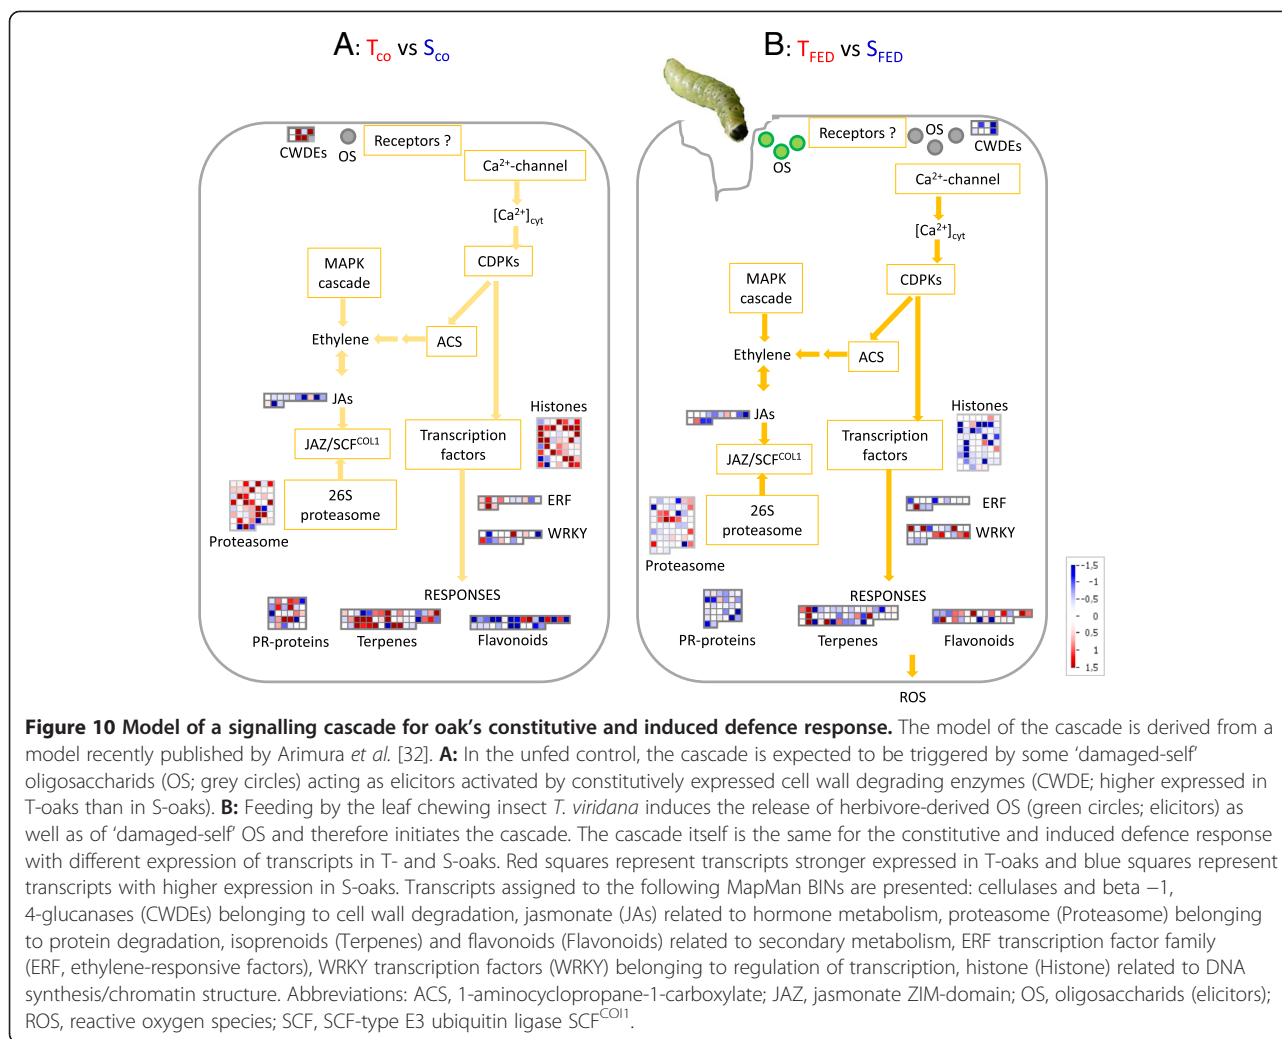 A: Tco vs Sco
B: TFED vs SFED
CWDEs
OS
Receptors ?
Ca2+-channel
[Ca2+]cyt
CDPKs
MAPK
cascade
Ethylene
ACS
JAs
JAZ/SCFCOL1
26S
proteasome
Proteasome
Transcription
factors
Histones
ERF
WRKY
RESPONSES
PR-proteins
Terpenes
Flavonoids
OS
Receptors ?
OS
CWDEs
Ca2+-channel
[Ca2+]cyt
CDPKs
MAPK
cascade
Ethylene
ACS
JAs
JAZ/SCFCOL1
26S
proteasome
Proteasome
Transcription
factors
Histones
ERF
WRKY
RESPONSES
PR-proteins
Terpenes
Flavonoids
ROS
-1,5
-1
-0,5
0
0.5
1
1.5
Figure 10 Model of a signalling cascade for oak's constitutive and induced defence response. The model of the cascade is derived from a
model recently published by Arimura et al. [32]. A: In the unfed control, the cascade is expected to be triggered by some 'damaged-self'
oligosaccharids (OS; grey circles) acting as elicitors activated by constitutively expressed cell wall degrading enzymes (CWDE; higher expressed in
T-oaks than in S-oaks). B: Feeding by the leaf chewing insect T. viridana induces the release of herbivore-derived OS (green circles; elicitors) as
well as of 'damaged-self' OS and therefore initiates the cascade. The cascade itself is the same for the constitutive and induced defence response
with different expression of transcripts in T- and S-oaks. Red squares represent transcripts stronger expressed in T-oaks and blue squares represent
transcripts with higher expression in S-oaks. Transcripts assigned to the following MapMan BINs are presented: cellulases and beta −1,
4-glucanases (CWDEs) belonging to cell wall degradation, jasmonate (JAs) related to hormone metabolism, proteasome (Proteasome) belonging
to protein degradation, isoprenoids (Terpenes) and flavonoids (Flavonoids) related to secondary metabolism, ERF transcription factor family
(ERF, ethylene-responsive factors), WRKY transcription factors (WRKY) belonging to regulation of transcription, histone (Histone) related to DNA
synthesis/chromatin structure. Abbreviations: ACS, 1-aminocyclopropane-1-carboxylate; JAZ, jasmonate ZIM-domain; OS, oligosaccharids (elicitors);
ROS, reactive oxygen species; SCF, SCF-type E3 ubiquitin ligase SCFCOI1.